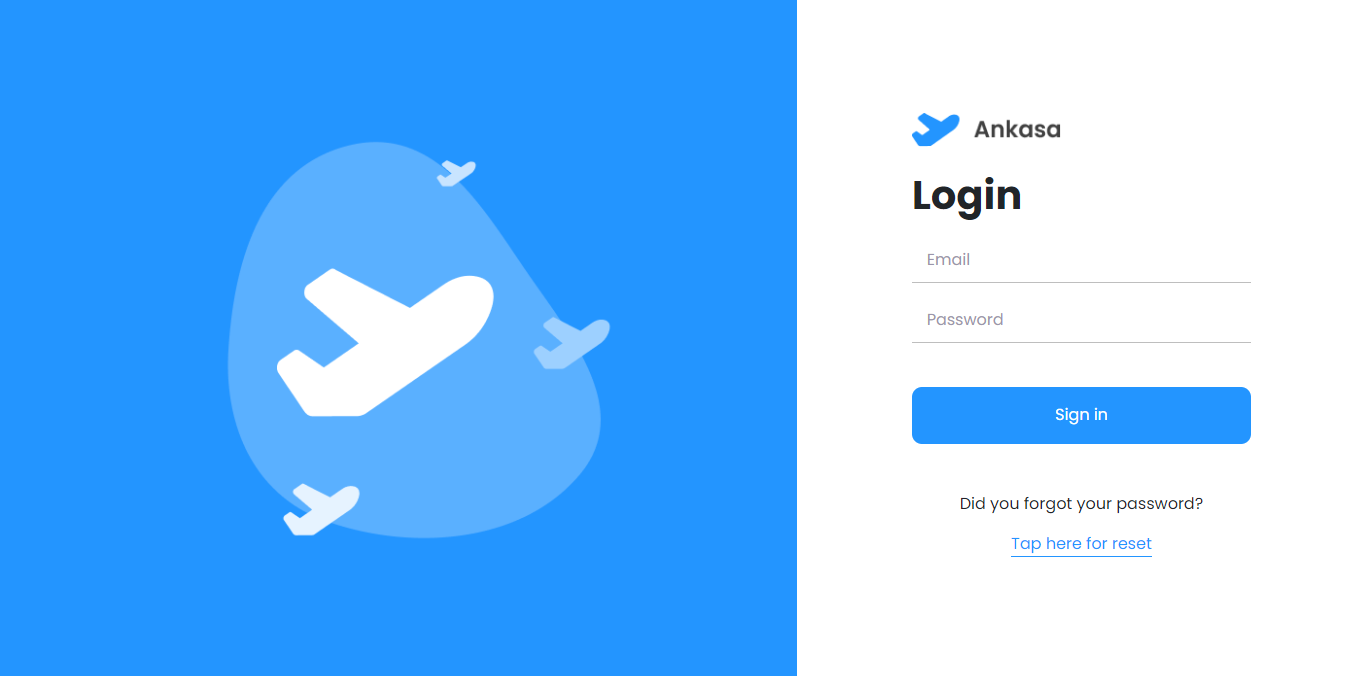 Ankasa
Login
Email
Password
Sign in
Did you forgot your password?
Tap here for reset